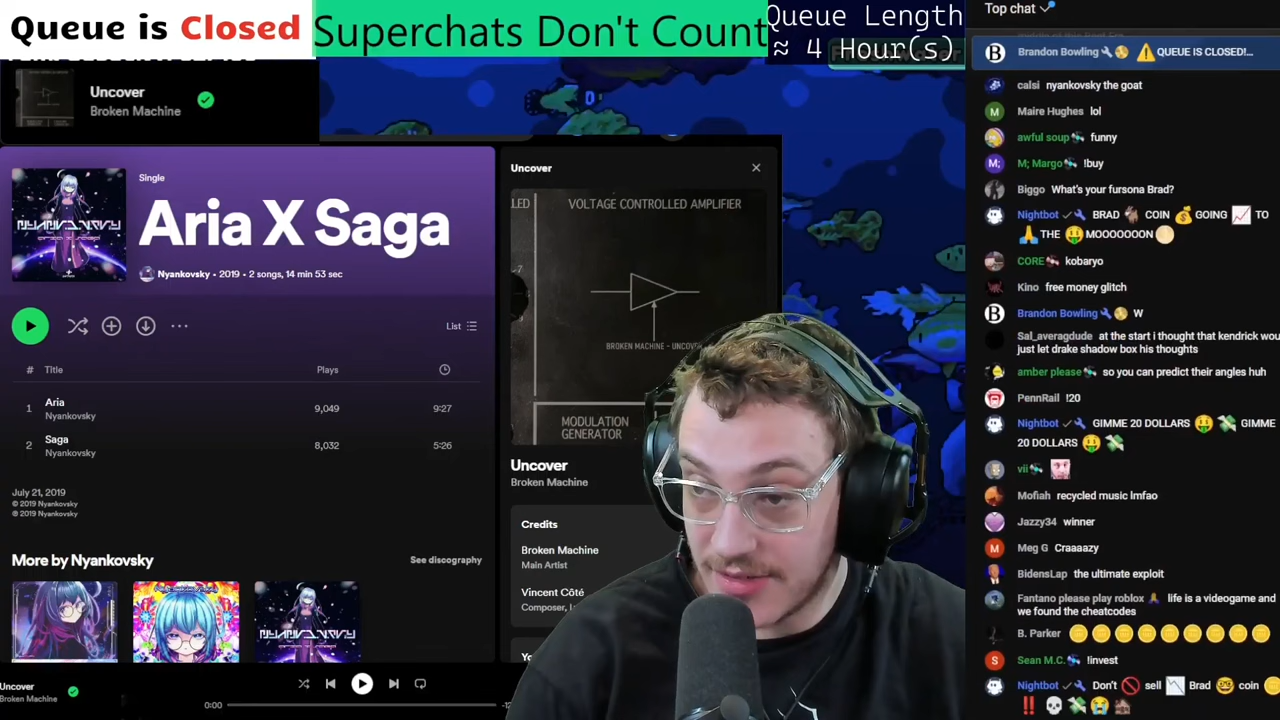 Queue is Closed
Superchats Don't Count
Queue Length
≈ 4 Hour(s)
Uncover
Broken Machine
Single
Aria X Saga
Nyankovsky • 2019 • 2 songs, 14 min 53 sec
List
# Title Plays
1 Aria 9,049 9:27
Nyankovsky
2 Saga 8,032 5:26
Nyankovsky
July 21, 2019
© 2019 Nyankovsky
℗ 2019 Nyankovsky
More by Nyankovsky
See discography
Uncover
VOLTAGE CONTROLLED AMPLIFIER
BROKEN MACHINE - UNCOV
MODULATION
GENERATOR
Uncover
Broken Machine
Credits
Broken Machine
Main Artist
Vincent Côté
Composer,
Uncover
Broken Machine
0:00
Top chat
Brandon Bowling ⚠️ QUEUE IS CLOSED!...
calsi nyankovsky the goat
Maire Hughes lol
awful soup funny
M; Margo !buy
Biggo What's your fursona Brad?
Nightbot BRAD COIN GOING TO
THE MOOOOOON
CORE kobaryo
Kino free money glitch
Brandon Bowling W
Sal_averagdude at the start i thought that kendrick wou
just let drake shadow box his thoughts
amber please so you can predict their angles huh
PennRail !20
Nightbot GIMME 20 DOLLARS GIMME
20 DOLLARS
vii
Mofiah recycled music lmfao
Jazzy34 winner
Meg G Craaaazy
BidensLap the ultimate exploit
Fantano please play roblox life is a videogame and
we found the cheatcodes
B. Parker
Sean M.C. !invest
Nightbot Don't sell Brad coin